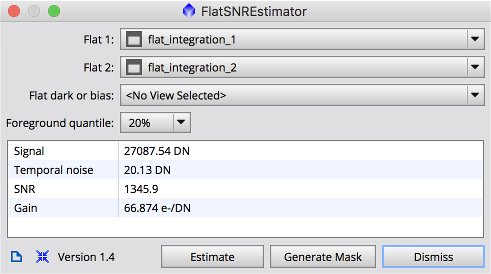 FlatSNREstimator
Flat 1: flat_integration_1
Flat 2: flat_integration_2
Flat dark or bias: <No View Selected>
Foreground quantile: 20%
Signal 27087.54 DN
Temporal noise 20.13 DN
SNR 1345.9
Gain 66.874 e-/DN
Version 1.4 Estimate Generate Mask Dismiss